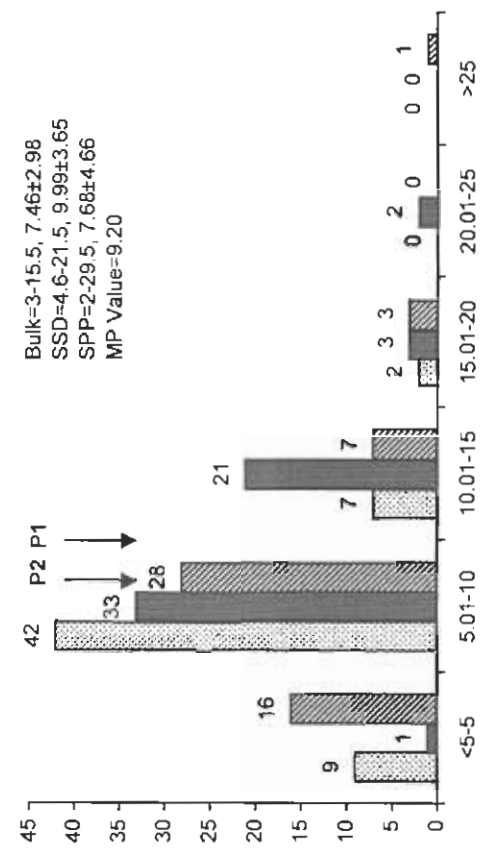 Bulk=3-15.5, 7.46±2.98
SSD=4.6-21.5, 9.99±3.65
SPP=2-29.5, 7.68±4.66
MP Value=9.20
P2 P1
45
40
35
30
25
20
15
10
5
0
9 1 16
42 33 28
7 21 7
2 3 3
0 2 0
0 0 1
<5-5 5.01-10 10.01-15 15.01-20 20.01-25 >25